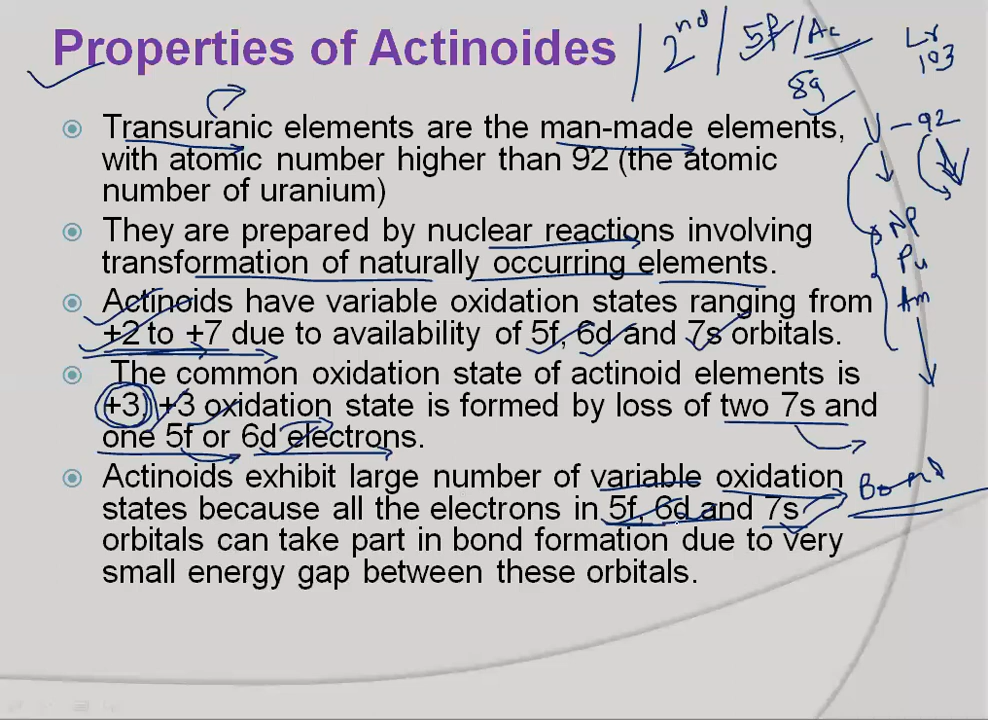 Properties of Actinoides
2nd
5f / Ac
89
Lr
103
Transuranic elements are the man-made elements,
with atomic number higher than 92 (the atomic
number of uranium)
U - 92
They are prepared by nuclear reactions involving
transformation of naturally occurring elements.
Np
Pu
Am
Actinoids have variable oxidation states ranging from
+2 to +7 due to availability of 5f, 6d and 7s orbitals.
The common oxidation state of actinoid elements is
+3, +3 oxidation state is formed by loss of two 7s and
one 5f or 6d electrons.
Actinoids exhibit large number of variable oxidation
states because all the electrons in 5f, 6d and 7s
orbitals can take part in bond formation due to very
small energy gap between these orbitals.
Bond